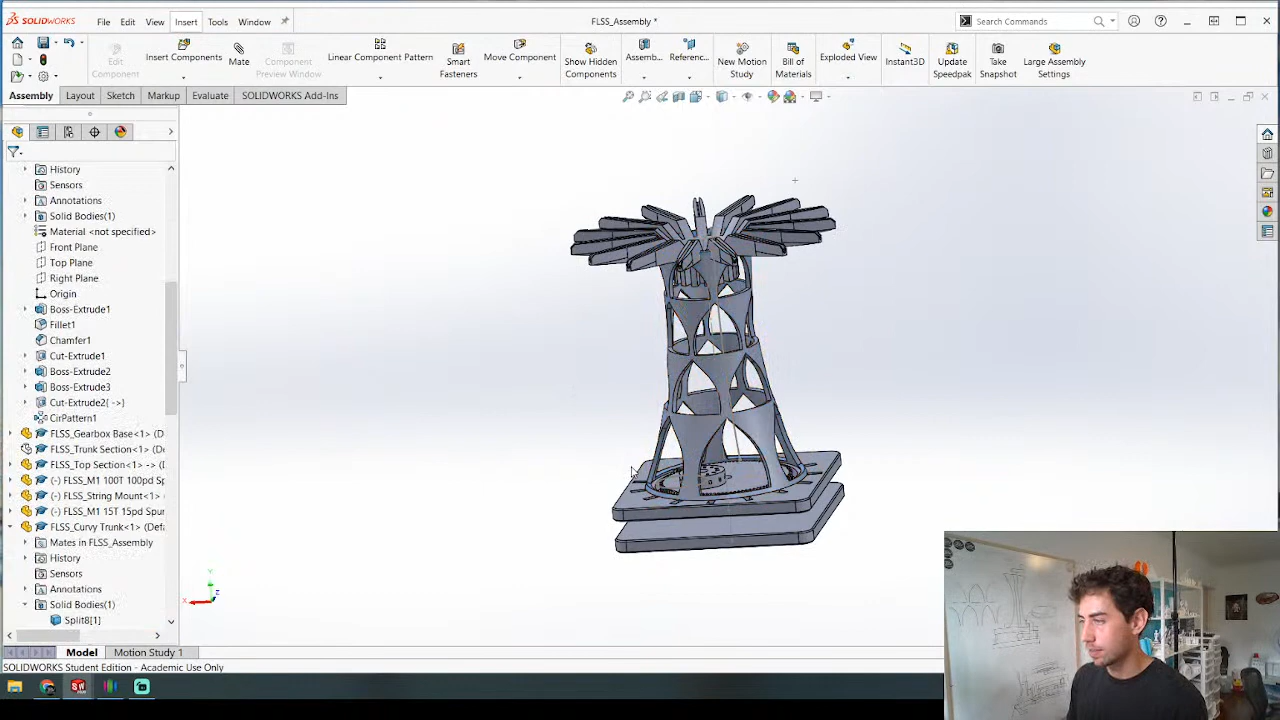 SOLIDWORKS File Edit View Insert Tools Window FLSS_Assembly * Search Commands
Edit Component
Insert Components
Mate
Component Preview Window
Linear Component Pattern
Smart Fasteners
Move Component
Show Hidden Components
Assemb...
Referenc...
New Motion Study
Bill of Materials
Exploded View
Instant3D
Update Speedpak
Take Snapshot
Large Assembly Settings
Assembly Layout Sketch Markup Evaluate SOLIDWORKS Add-Ins
History
Sensors
Annotations
Solid Bodies(1)
Material <not specified>
Front Plane
Top Plane
Right Plane
Origin
Boss-Extrude1
Fillet1
Chamfer1
Cut-Extrude1
Boss-Extrude2
Boss-Extrude3
Cut-Extrude2{ ->}
CirPattern1
FLSS_Gearbox Base<1> (D
FLSS_Trunk Section<1> (De
FLSS_Top Section<1> -> (D
(-) FLSS_M1 100T 100pd Sp
(-) FLSS_String Mount<1> (
(-) FLSS_M1 15T 15pd Spur
FLSS_Curvy Trunk<1> (Defa
Mates in FLSS_Assembly
History
Sensors
Annotations
Solid Bodies(1)
Split8[1]
Model Motion Study 1
SOLIDWORKS Student Edition - Academic Use Only